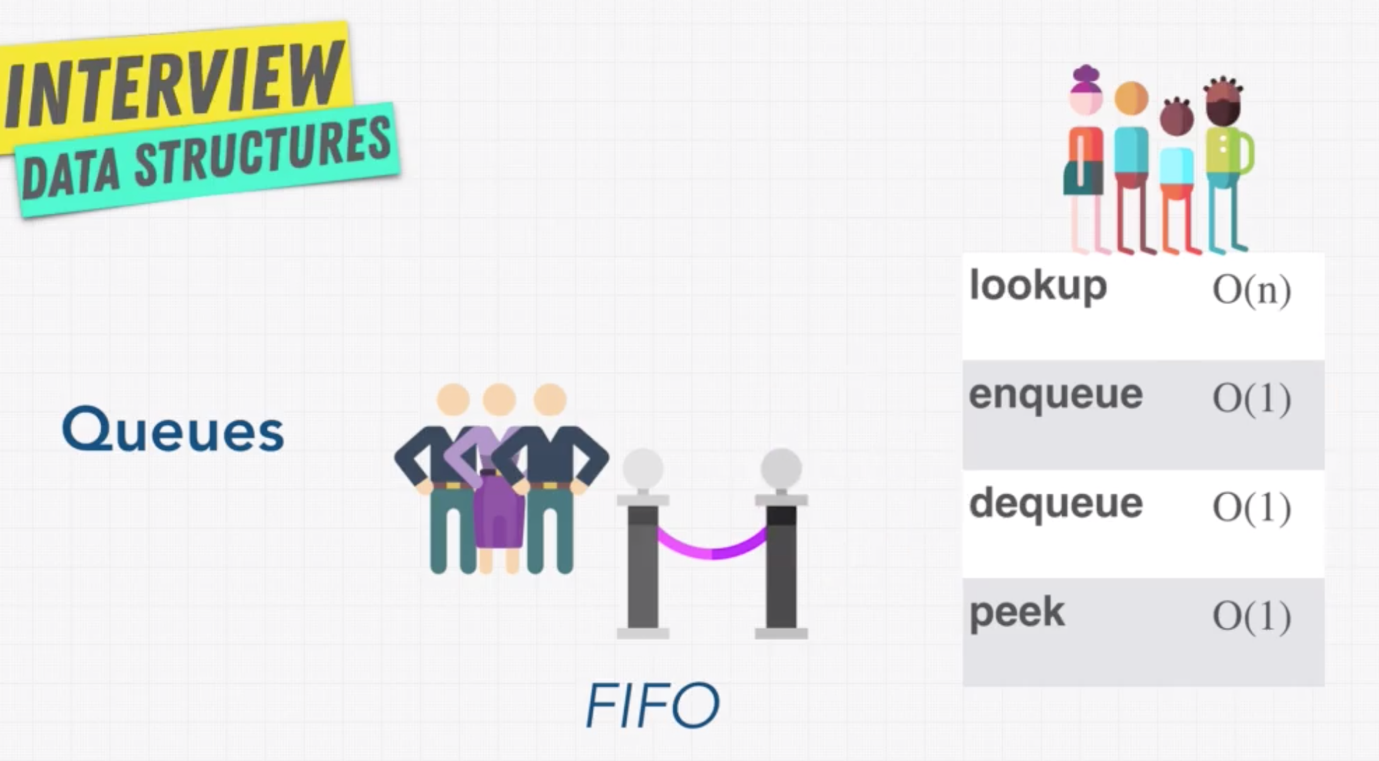 INTERVIEW
DATA STRUCTURES
Queues
FIFO
lookup O(n)
enqueue O(1)
dequeue O(1)
peek O(1)